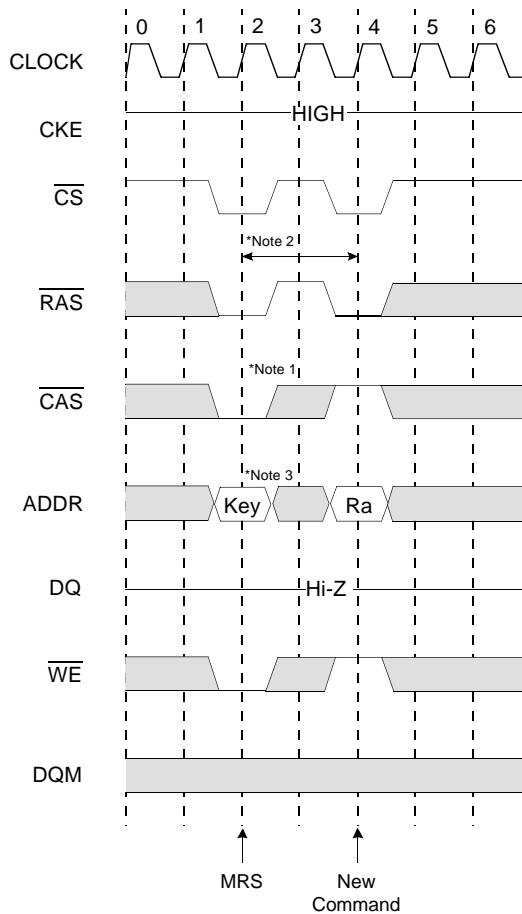 0 1 2 3 4 5 6
CLOCK
CKE
HIGH
CS
*Note 2
RAS
*Note 1
CAS
*Note 3
ADDR Key Ra
DQ Hi-Z
WE
DQM
MRS New
Command